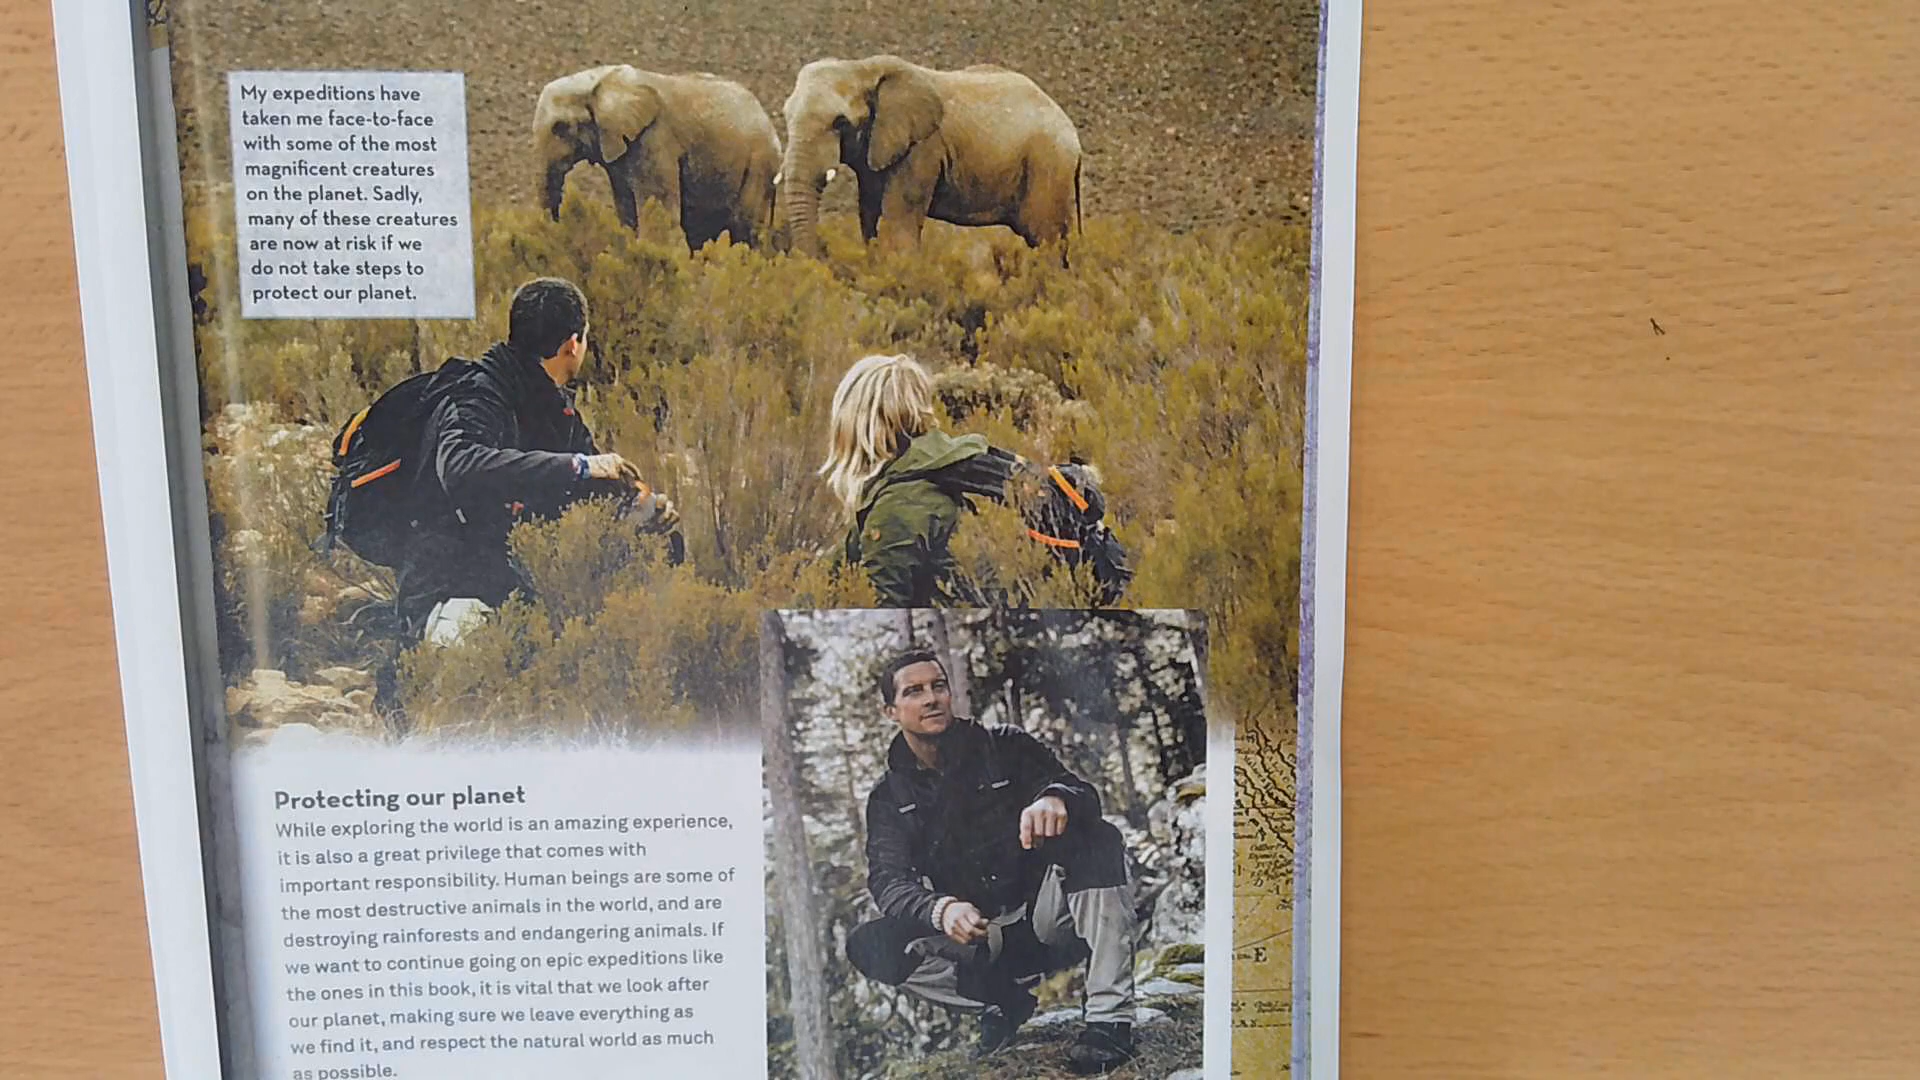 My expeditions have
taken me face-to-face
with some of the most
magnificent creatures
on the planet. Sadly,
many of these creatures
are now at risk if we
do not take steps to
protect our planet.
Protecting our planet
While exploring the world is an amazing experience,
it is also a great privilege that comes with
important responsibility. Human beings are some of
the most destructive animals in the world, and are
destroying rainforests and endangering animals. If
we want to continue going on epic expeditions like
the ones in this book, it is vital that we look after
our planet, making sure we leave everything as
we find it, and respect the natural world as much
as possible.
E